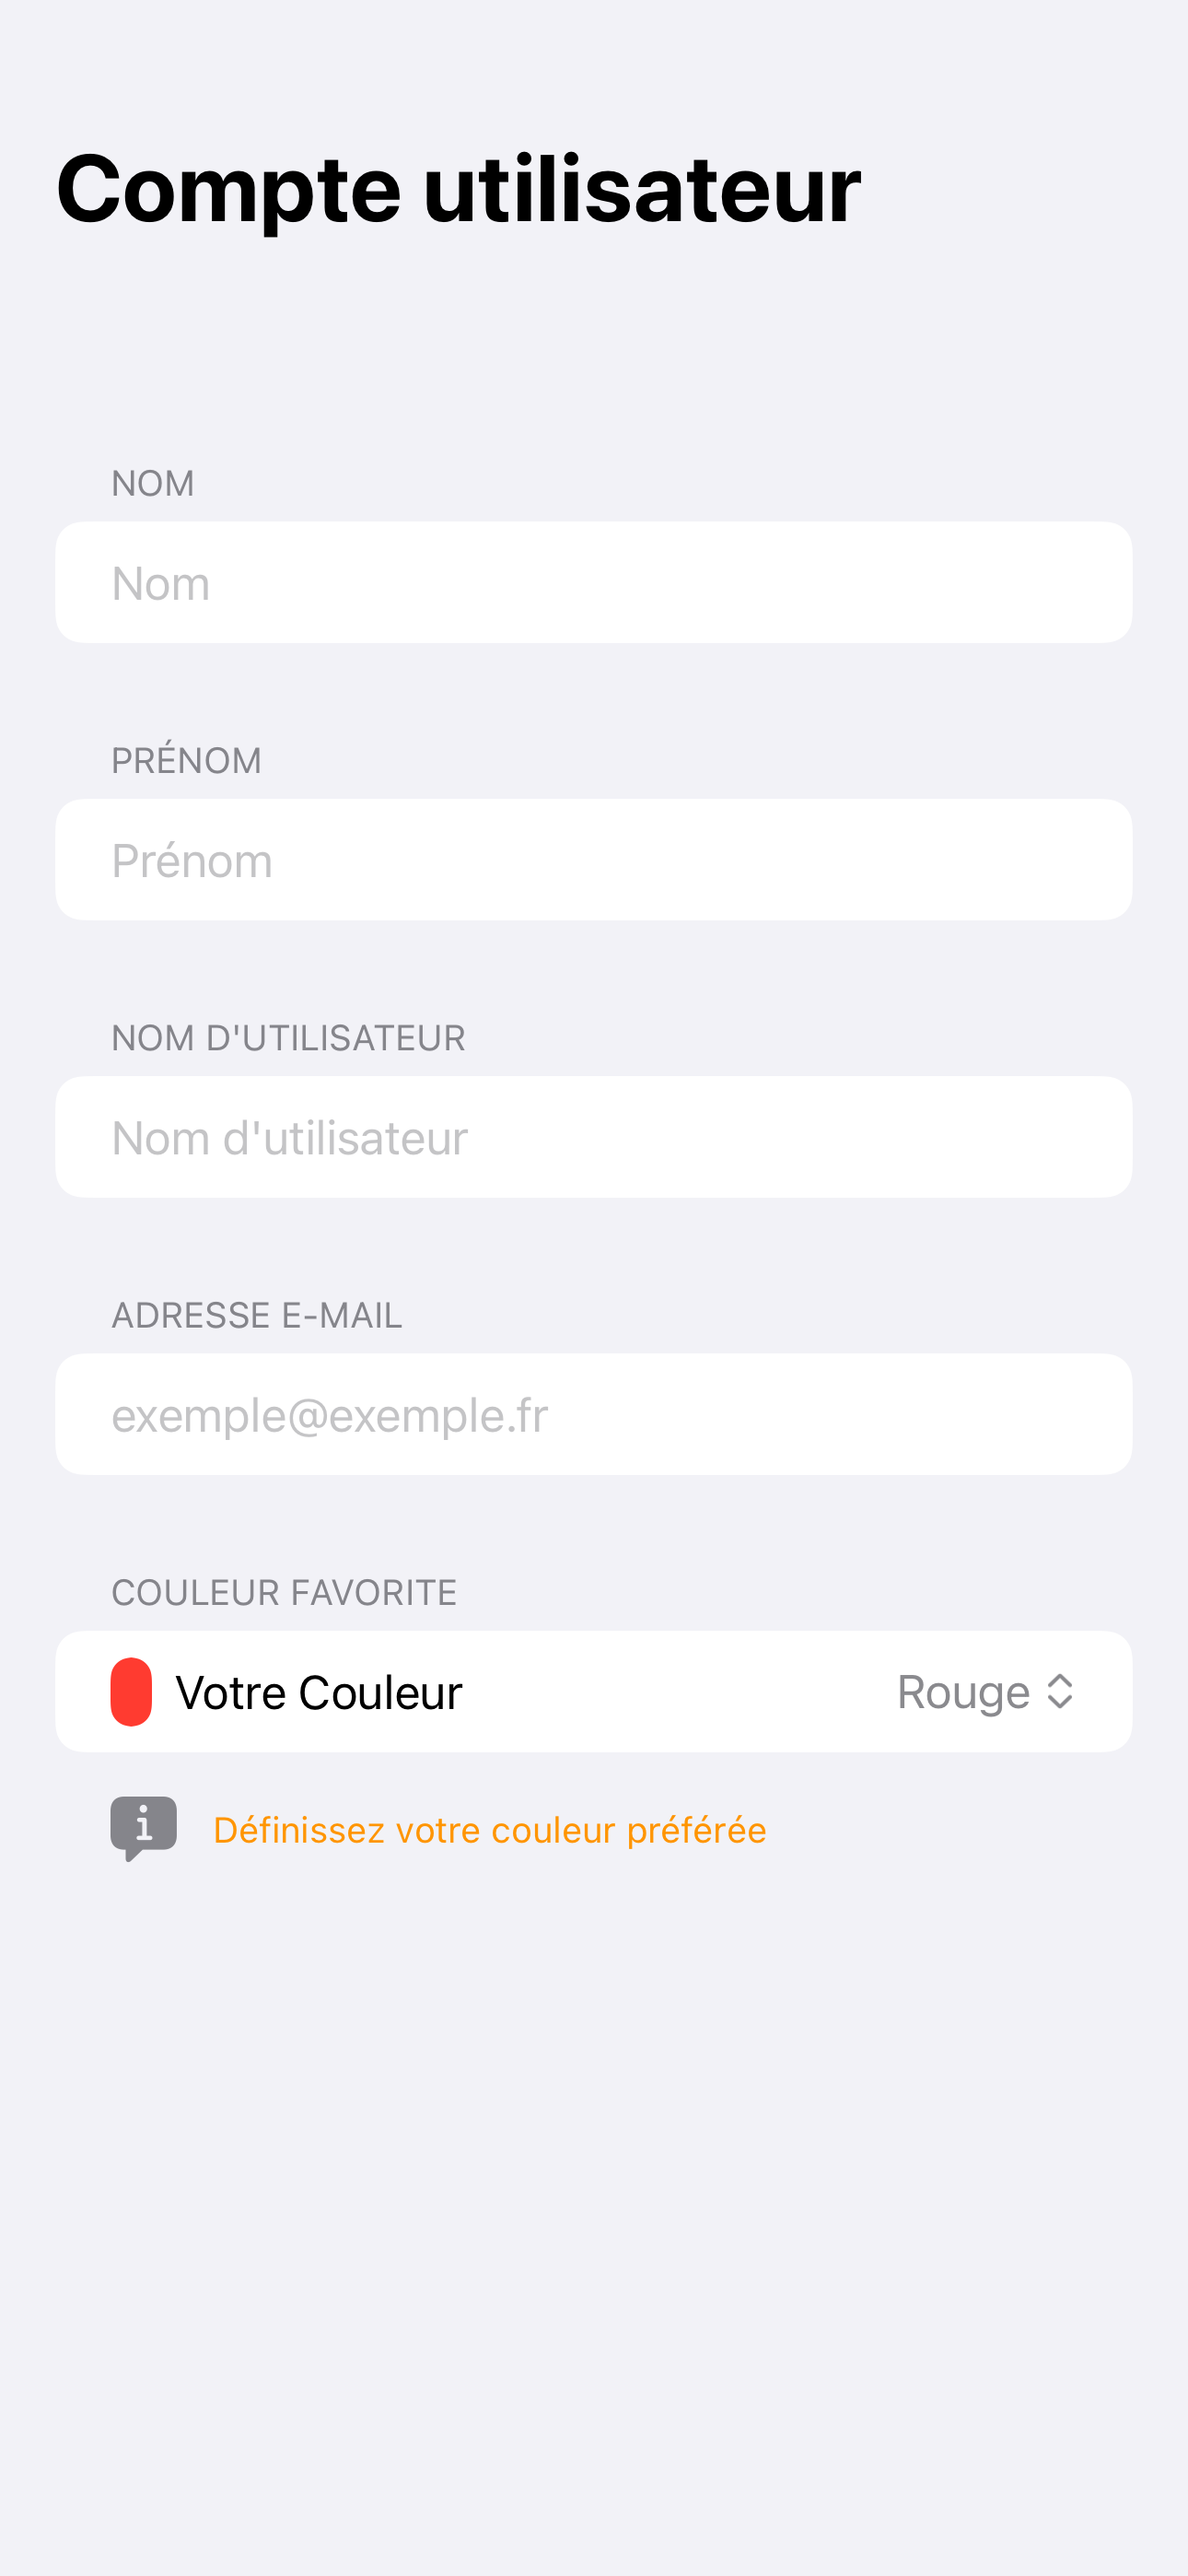 Compte utilisateur
NOM
Nom
PRÉNOM
Prénom
NOM D'UTILISATEUR
Nom d'utilisateur
ADRESSE E-MAIL
exemple@exemple.fr
COULEUR FAVORITE
Votre Couleur Rouge
Définissez votre couleur préférée